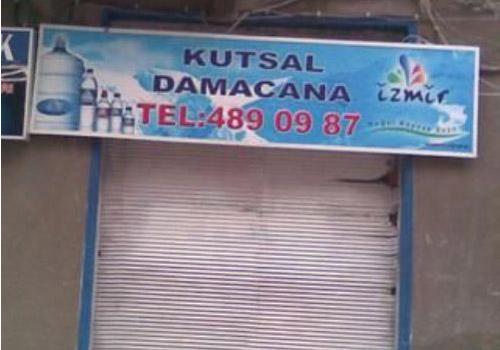 K
KUTSAL
DAMACANA
TEL:489 09 87
izmir